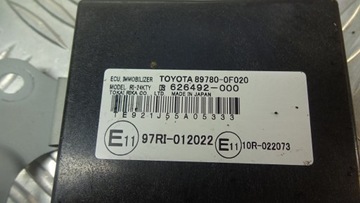 ECU, IMMOBILIZER TOYOTA 89780-0F020
MODEL RI-24KTY 626492-000
TOKAI RIKA CO. LTD MADE IN JAPAN
TE921J55A05333
E11 97RI-012022 E11 10R-022073